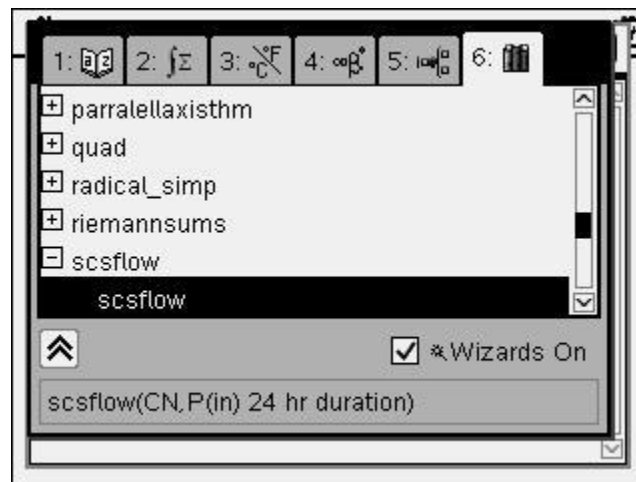 1: 2: ∫Σ 3: °C°F 4: ∞β° 5: 6:
parralellaxisthm
quad
radical_simp
riemannsums
scsflow
scsflow
Wizards On
scsflow(CN,P(in) 24 hr duration)